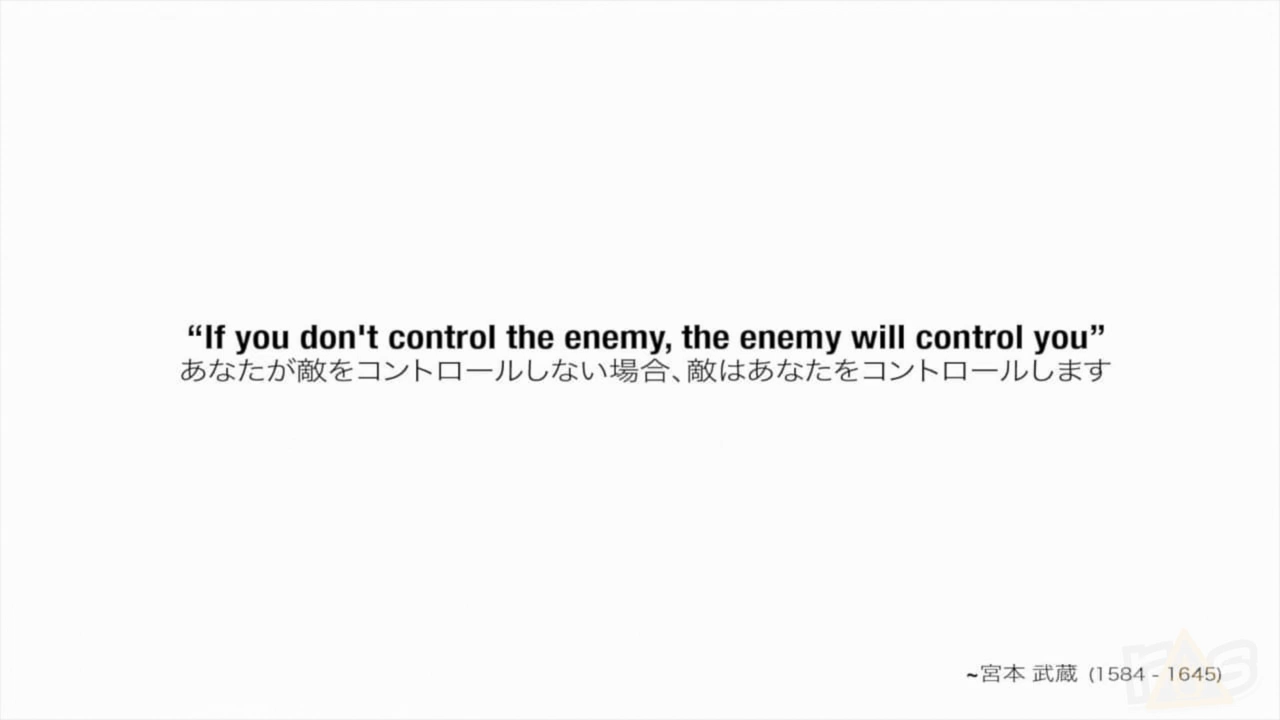 “If you don't control the enemy, the enemy will control you”
あなたが敵をコントロールしない場合、敵はあなたをコントロールします
~宮本 武蔵 (1584 - 1645)